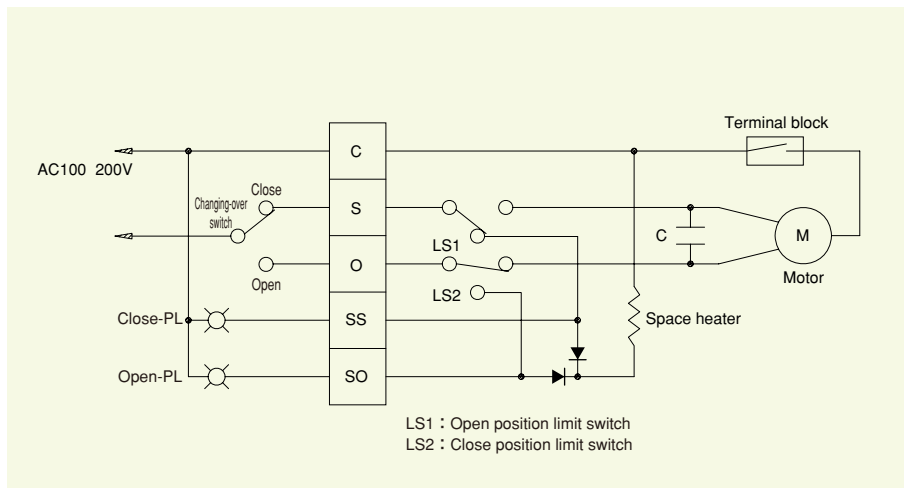 Terminal block
C
AC100 200V
Close
Changing-over
switch
S
C
M
LS1
O
Open
Motor
LS2
Close-PL
SS
Space heater
Open-PL
SO
LS1：Open position limit switch
LS2：Close position limit switch